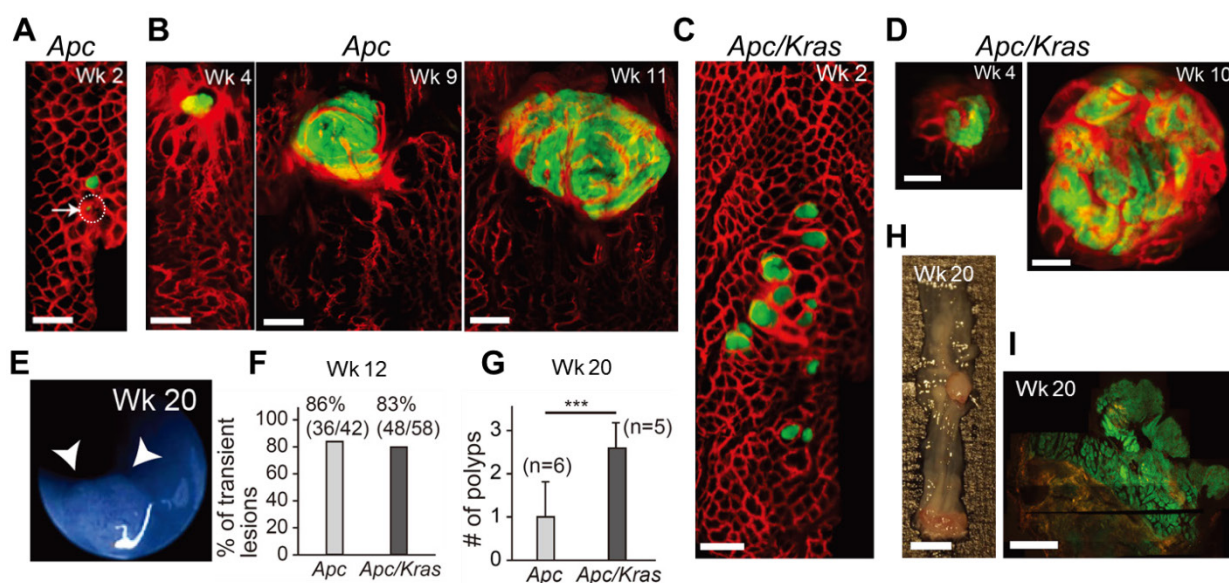 A
Apc
Wk 2
B
Apc
Wk 4
Wk 9
Wk 11
C
Apc/Kras
Wk 2
D
Apc/Kras
Wk 4
Wk 10
E
Wk 20
F
Wk 12
% of transient
lesions
100
80
60
40
20
0
86%
(36/42)
83%
(48/58)
Apc
Apc/Kras
G
Wk 20
# of polyps
3
2
1
0
***
(n=6)
(n=5)
Apc
Apc/Kras
H
Wk 20
I
Wk 20